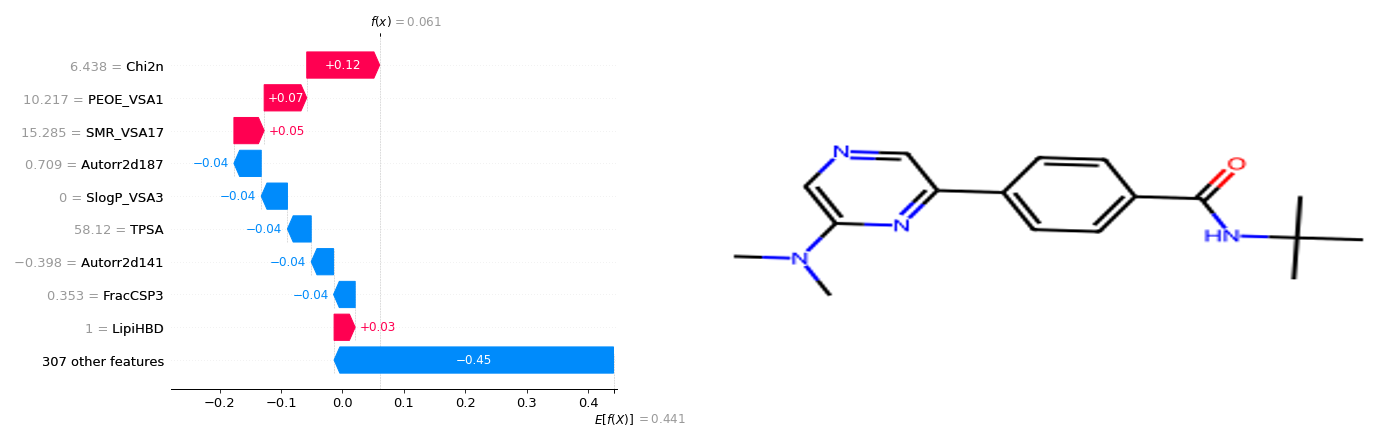 f(x) = 0.061
6.438 = Chi2n
+0.12
10.217 = PEOE_VSA1
+0.07
15.285 = SMR_VSA17
+0.05
0.709 = Autorr2d187
−0.04
0 = SlogP_VSA3
−0.04
58.12 = TPSA
−0.04
−0.398 = Autorr2d141
−0.04
0.353 = FracCSP3
−0.04
1 = LipiHBD
+0.03
307 other features
−0.45
−0.2 −0.1 0.0 0.1 0.2 0.3 0.4
E[f(X)] = 0.441
N
O
N
HN
N